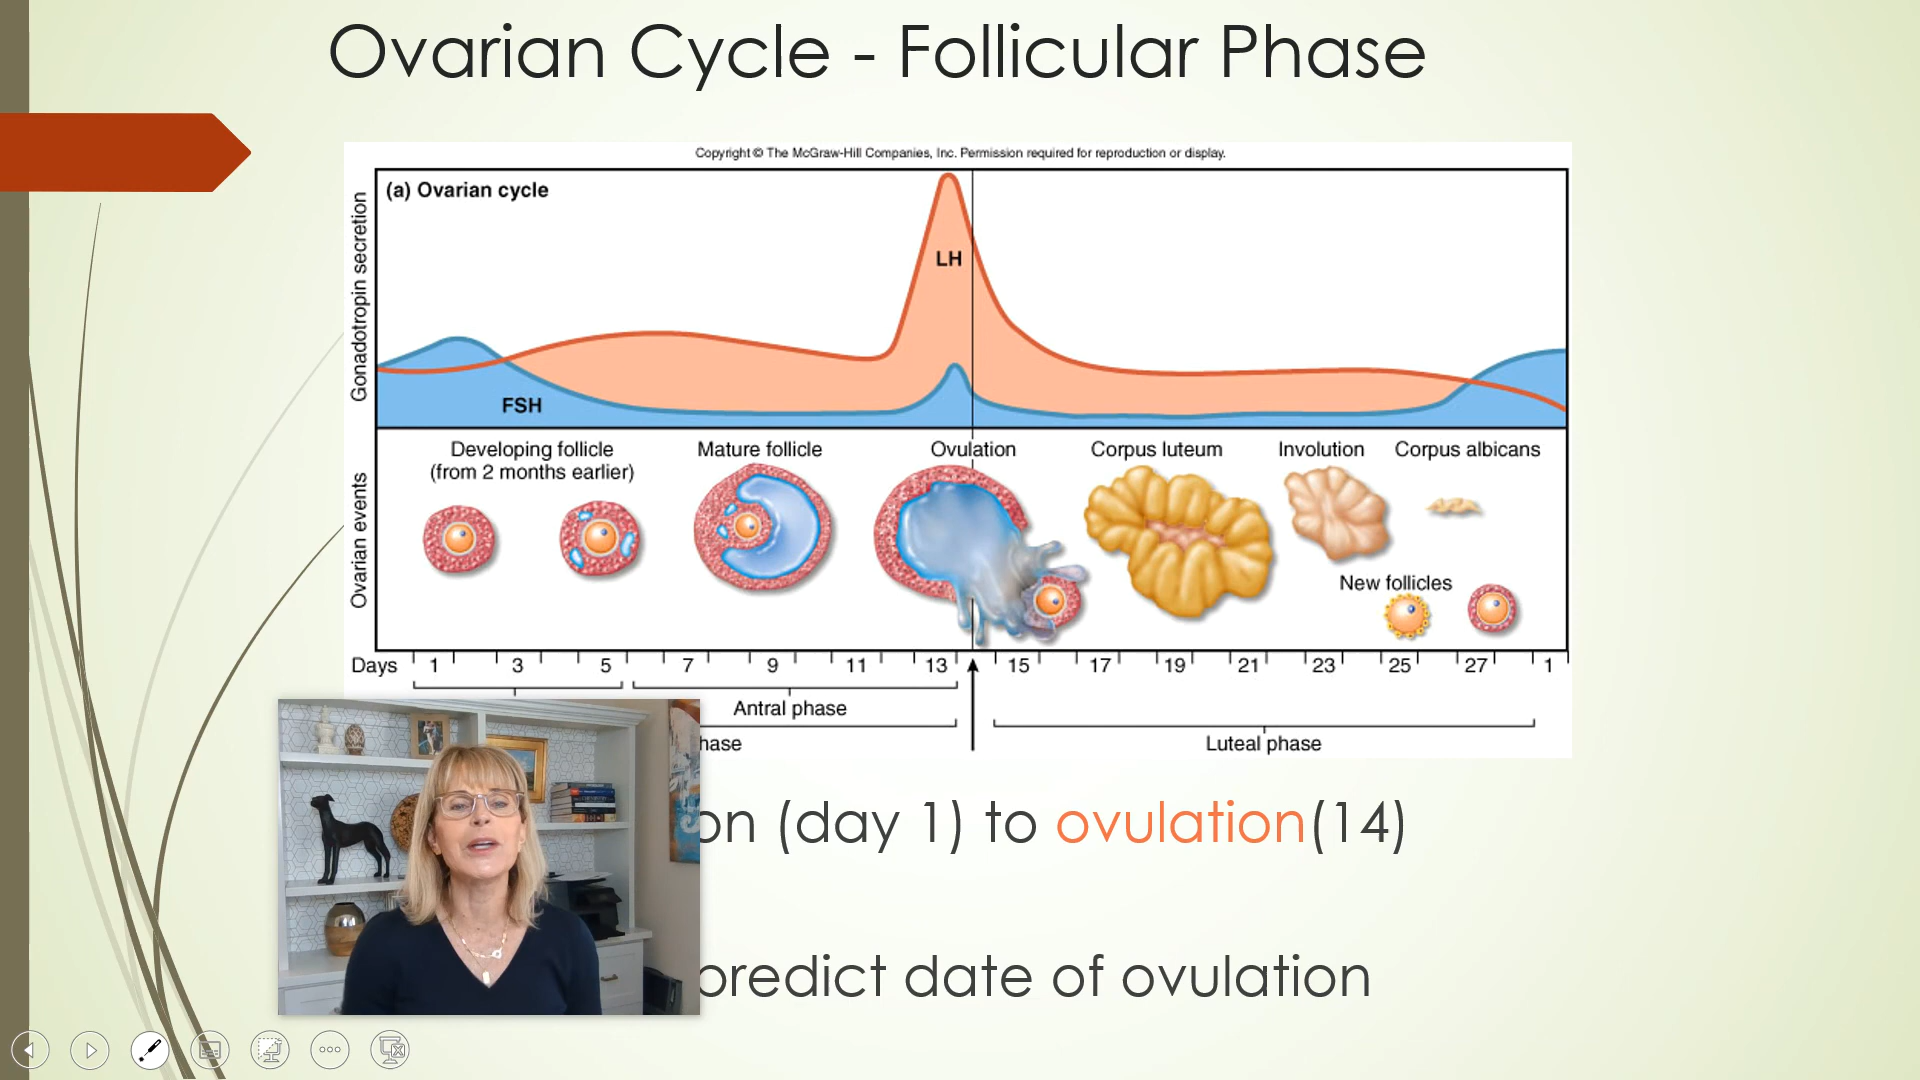 Ovarian Cycle - Follicular Phase
Copyright © The McGraw-Hill Companies, Inc. Permission required for reproduction or display.
(a) Ovarian cycle
Gonadotropin secretion
LH
FSH
Ovarian events
Developing follicle
(from 2 months earlier)
Mature follicle
Ovulation
Corpus luteum
Involution
Corpus albicans
New follicles
Days 1 3 5 7 9 11 13 15 17 19 21 23 25 27 1
Antral phase
hase
Luteal phase
on (day 1) to ovulation(14)
predict date of ovulation